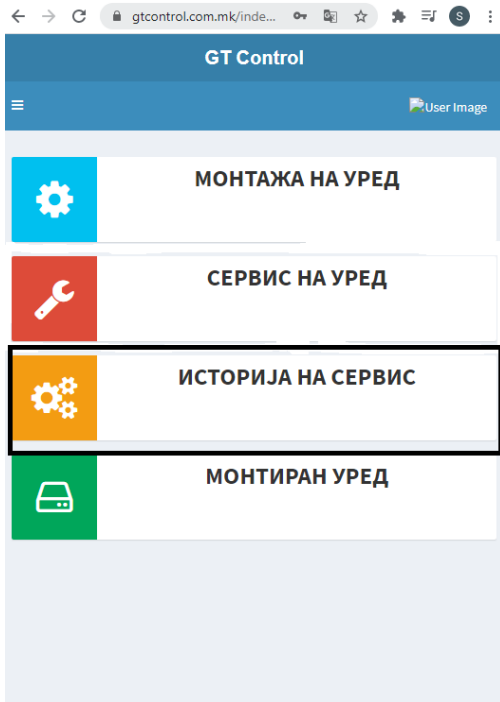 gtcontrol.com.mk/inde...
S
GT Control
User Image
МОНТАЖА НА УРЕД
СЕРВИС НА УРЕД
ИСТОРИЈА НА СЕРВИС
МОНТИРАН УРЕД